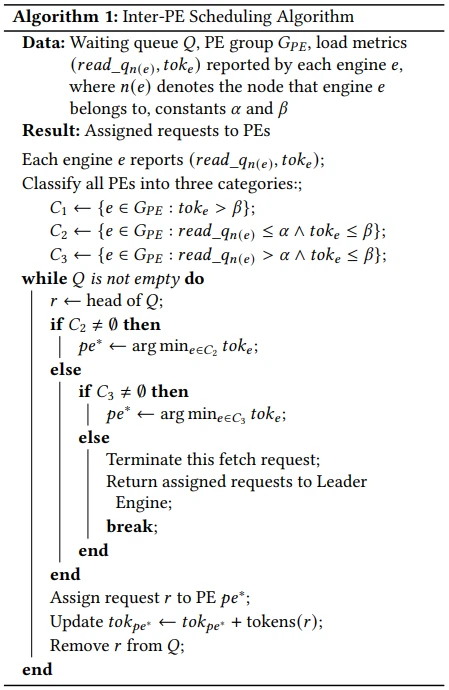 Algorithm 1: Inter-PE Scheduling Algorithm
Data: Waiting queue Q, PE group G_PE, load metrics
(read_q_n(e), tok_e) reported by each engine e,
where n(e) denotes the node that engine e
belongs to, constants α and β
Result: Assigned requests to PEs
Each engine e reports (read_q_n(e), tok_e);
Classify all PEs into three categories:;
C_1 ← {e ∈ G_PE : tok_e > β};
C_2 ← {e ∈ G_PE : read_q_n(e) ≤ α ∧ tok_e ≤ β};
C_3 ← {e ∈ G_PE : read_q_n(e) > α ∧ tok_e ≤ β};
while Q is not empty do
r ← head of Q;
if C_2 ≠ ∅ then
pe* ← arg min_e∈C_2 tok_e;
else
if C_3 ≠ ∅ then
pe* ← arg min_e∈C_3 tok_e;
else
Terminate this fetch request;
Return assigned requests to Leader
Engine;
break;
end
end
Assign request r to PE pe*;
Update tok_pe* ← tok_pe* + tokens(r);
Remove r from Q;
end